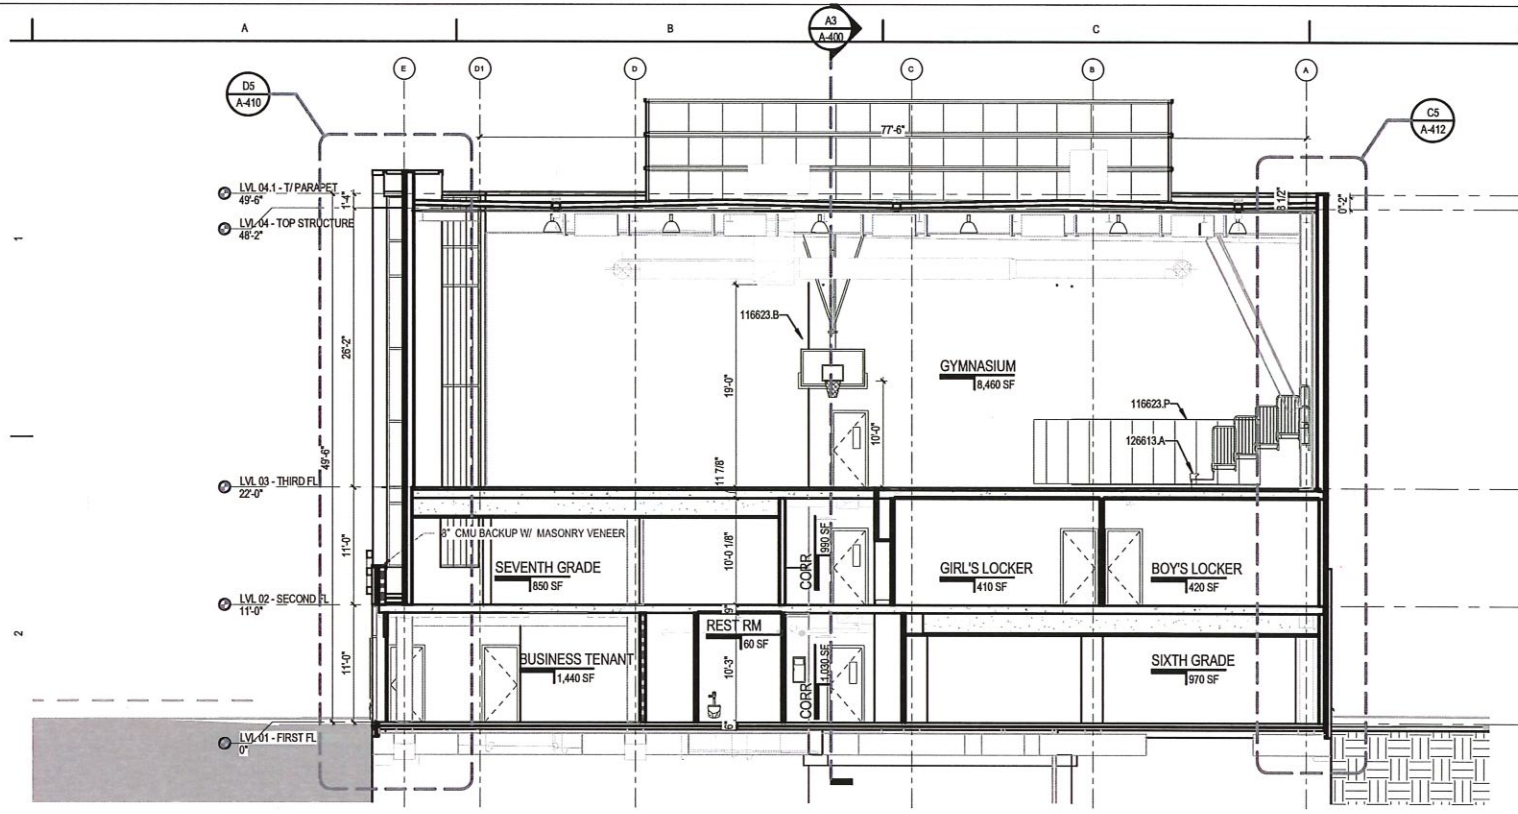 A
B
C
A3
A-400
E
D1
D
C
B
A
D5
A-410
C5
A-412
77'-6"
LVL 04.1 - T/ PARAPET
49'-6"
1'-4"
8 1/2"
0'-2"
LVL 04 - TOP STRUCTURE
48'-2"
1
116623.B
26'-2"
19'-0"
GYMNASIUM
8,460 SF
116623.P
126613.A
10'-0"
49'-6"
11 7/8"
LVL 03 - THIRD FL
22'-0"
8" CMU BACKUP W/ MASONRY VENEER
11'-0"
10'-0 1/8"
SEVENTH GRADE
850 SF
CORR
990 SF
GIRL'S LOCKER
410 SF
BOY'S LOCKER
420 SF
LVL 02 - SECOND FL
11'-0"
9"
2
REST RM
60 SF
BUSINESS TENANT
1,440 SF
11'-0"
10'-3"
CORR
1,030 SF
SIXTH GRADE
970 SF
6"
LVL 01 - FIRST FL
0"